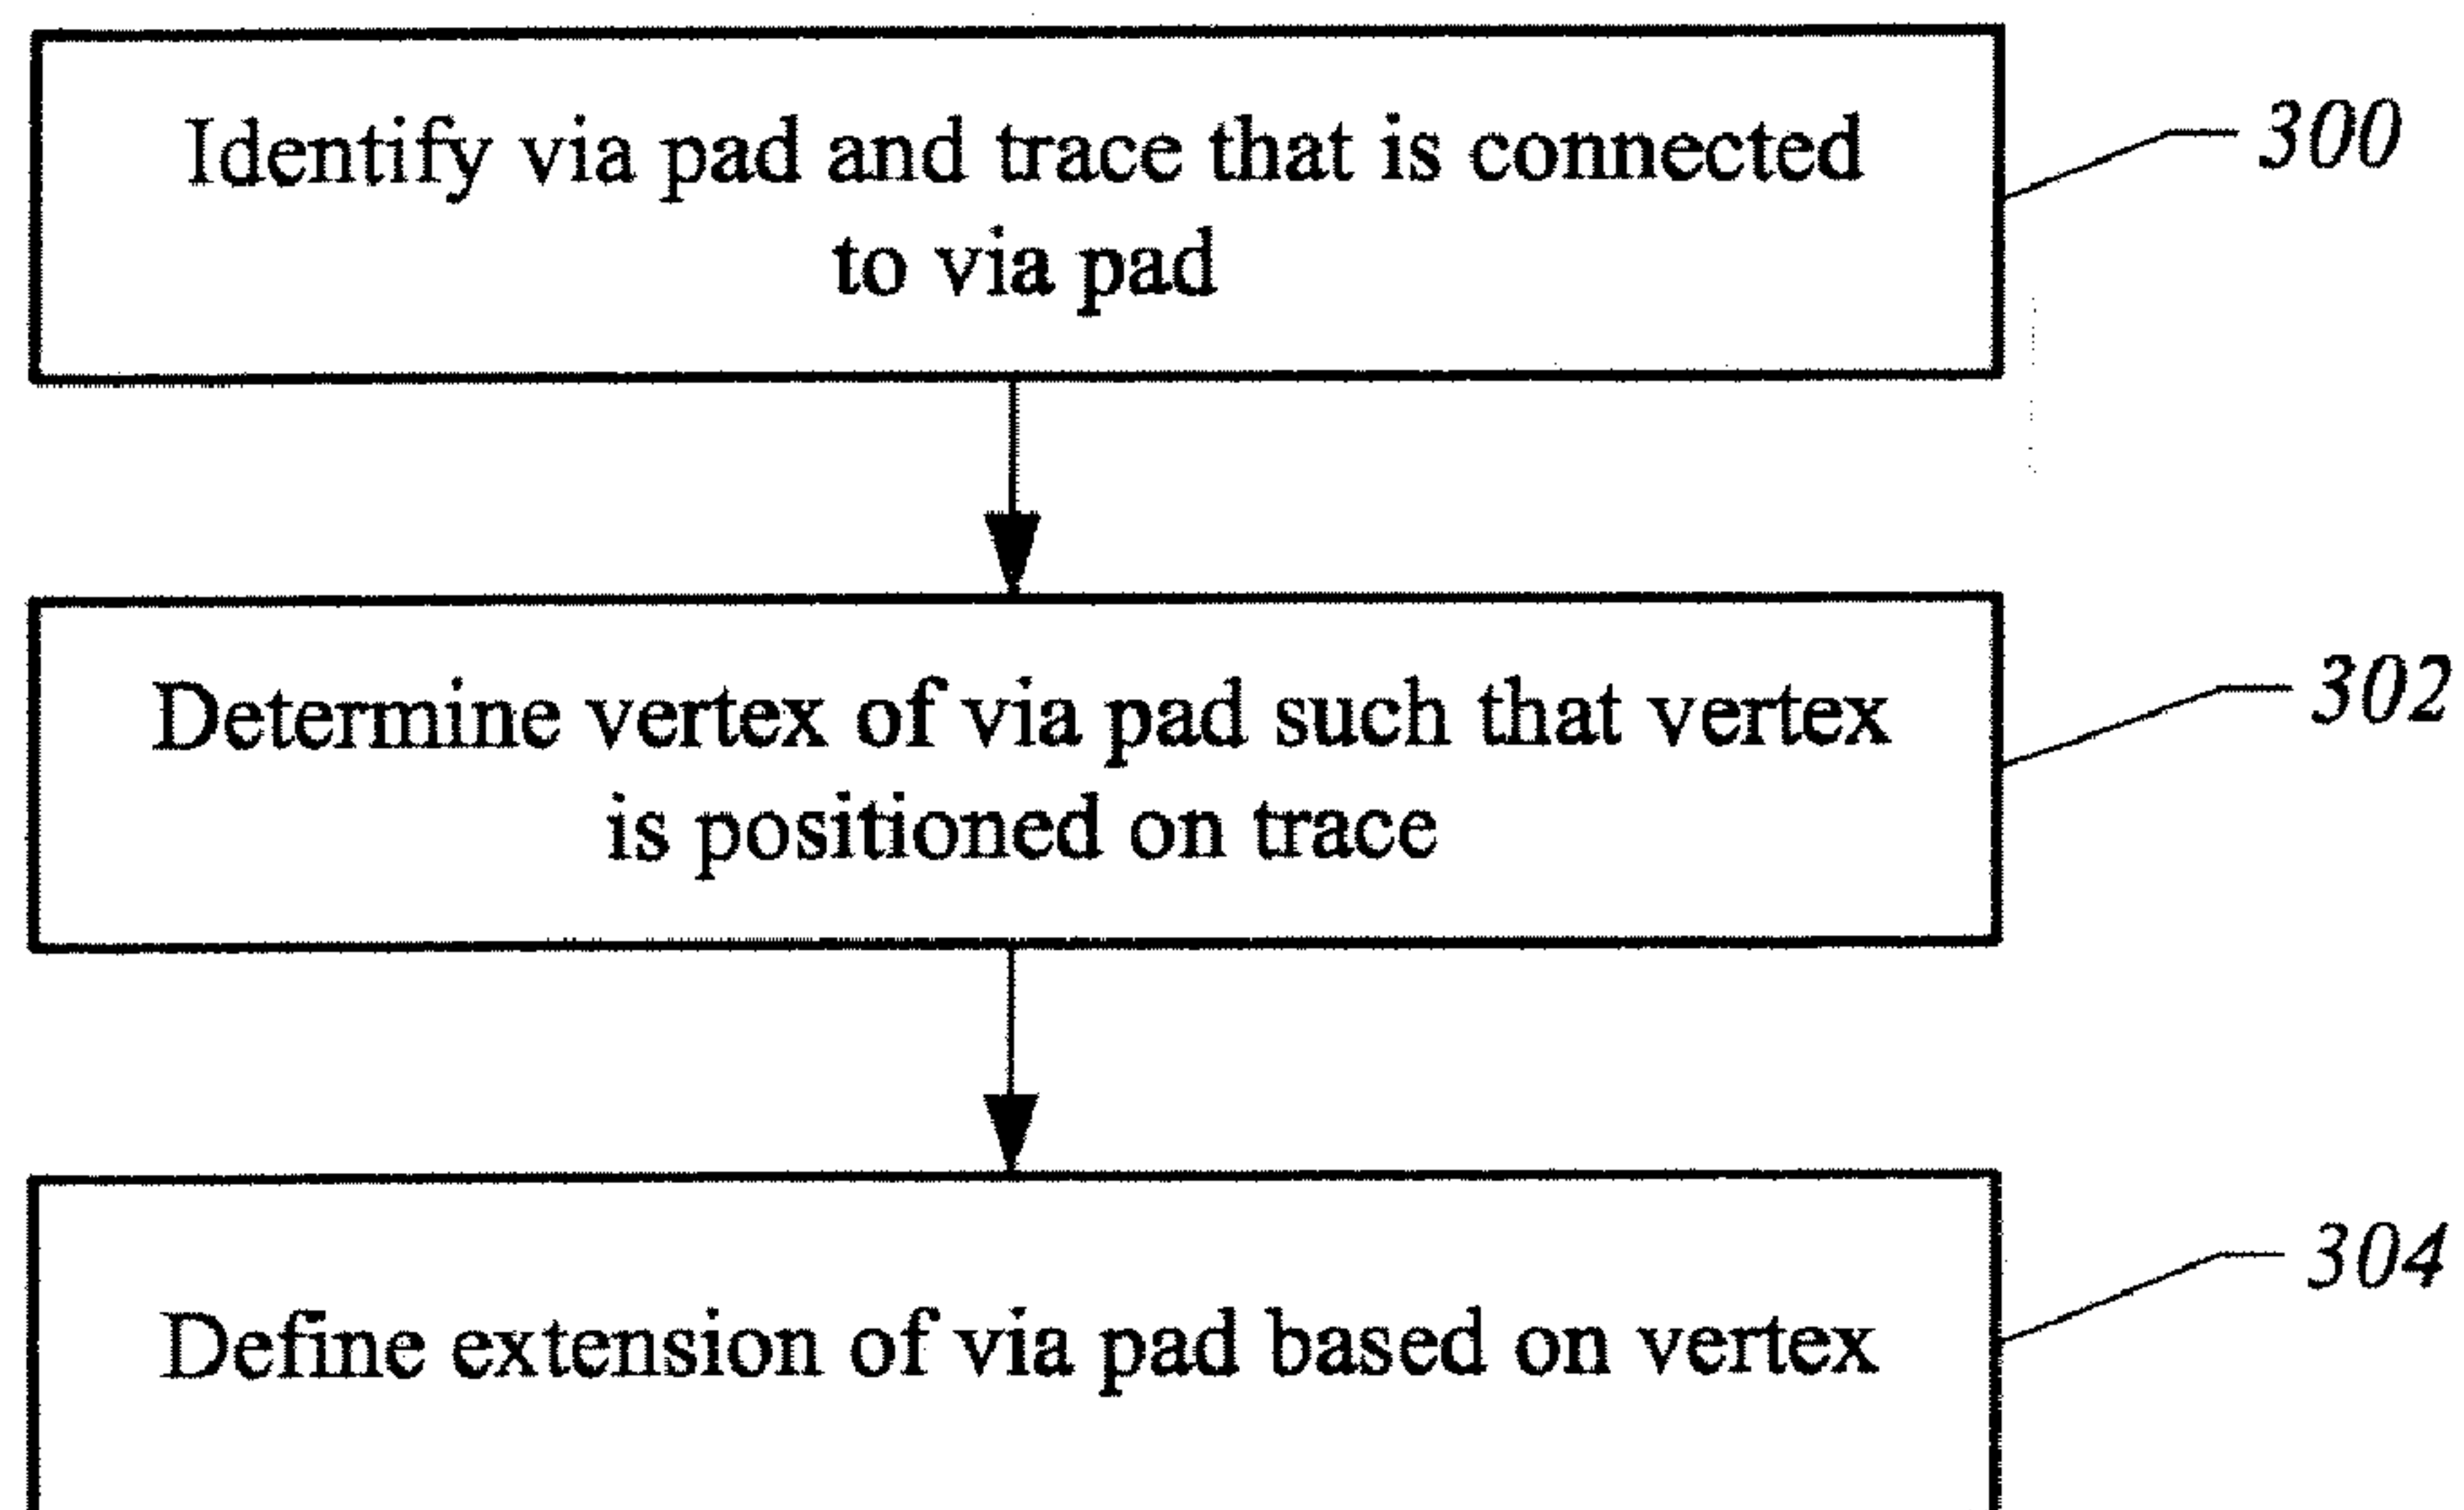 Identify via pad and trace that is connected
to via pad
300
Determine vertex of via pad such that vertex
is positioned on trace
302
Define extension of via pad based on vertex
304